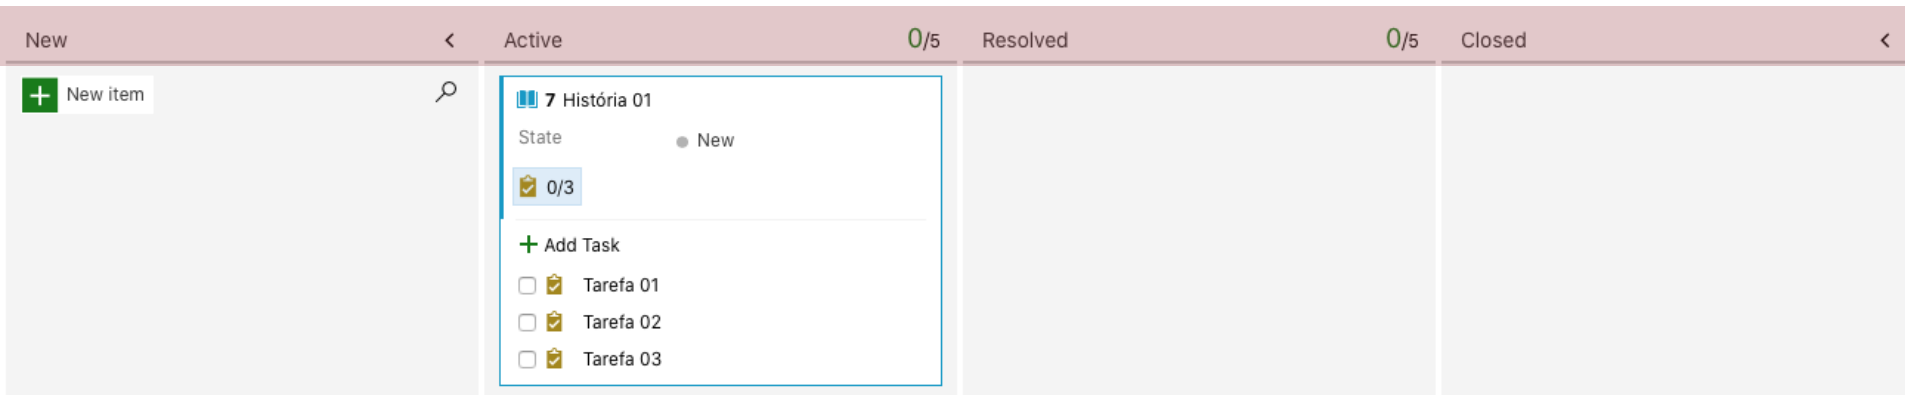 New
Active 0/5
Resolved 0/5
Closed
New item
7 História 01
State New
0/3
Add Task
Tarefa 01
Tarefa 02
Tarefa 03